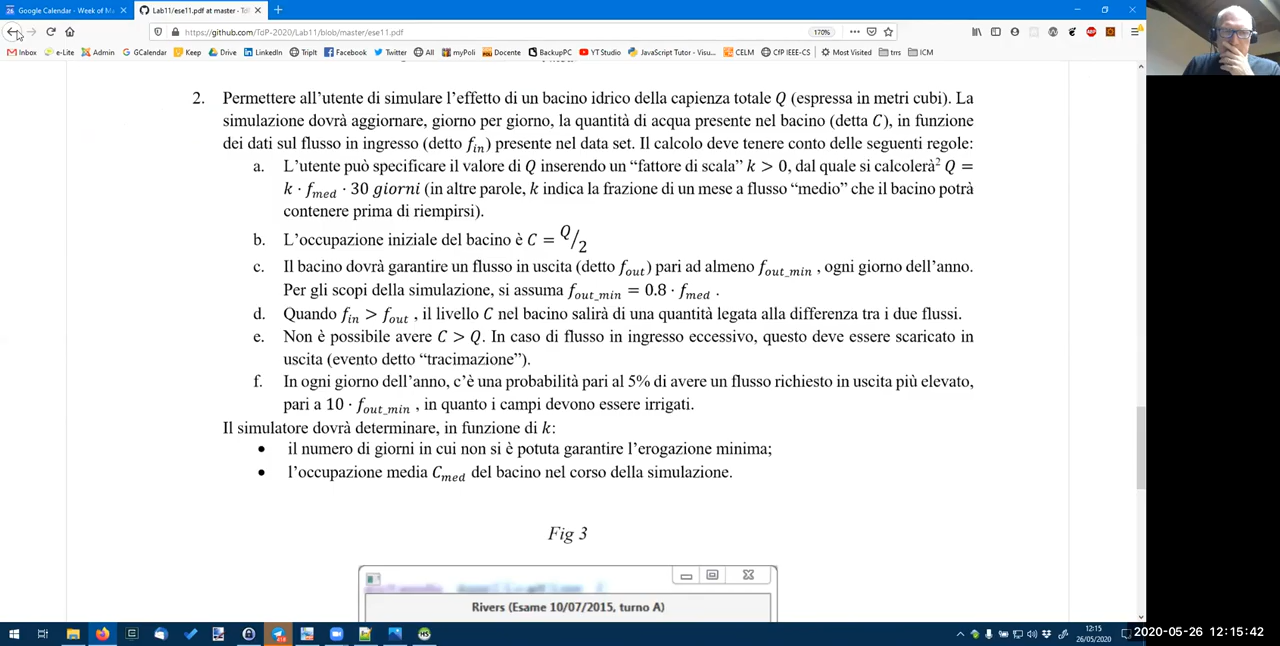 Google Calendar - Week of Ma
Lab11/ese11.pdf at master · TdP-2
https://github.com/TdP-2020/Lab11/blob/master/ese11.pdf
170%
Inbox e-Lite Admin GCalendar Keep Drive LinkedIn TripIt Facebook Twitter All myPoli Docente BackupPC YT Studio JavaScript Tutor - Visu... CELM CfP IEEE-CS Most Visited trrs ICM
2. Permettere all'utente di simulare l'effetto di un bacino idrico della capienza totale Q (espressa in metri cubi). La
simulazione dovrà aggiornare, giorno per giorno, la quantità di acqua presente nel bacino (detta C), in funzione
dei dati sul flusso in ingresso (detto f_in) presente nel data set. Il calcolo deve tenere conto delle seguenti regole:
a. L'utente può specificare il valore di Q inserendo un "fattore di scala" k > 0, dal quale si calcolerà² Q =
k · f_med · 30 giorni (in altre parole, k indica la frazione di un mese a flusso "medio" che il bacino potrà
contenere prima di riempirsi).
b. L'occupazione iniziale del bacino è C = Q/2
c. Il bacino dovrà garantire un flusso in uscita (detto f_out) pari ad almeno f_out_min , ogni giorno dell'anno.
Per gli scopi della simulazione, si assuma f_out_min = 0.8 · f_med .
d. Quando f_in > f_out , il livello C nel bacino salirà di una quantità legata alla differenza tra i due flussi.
e. Non è possibile avere C > Q. In caso di flusso in ingresso eccessivo, questo deve essere scaricato in
uscita (evento detto "tracimazione").
f. In ogni giorno dell'anno, c'è una probabilità pari al 5% di avere un flusso richiesto in uscita più elevato,
pari a 10 · f_out_min , in quanto i campi devono essere irrigati.
Il simulatore dovrà determinare, in funzione di k:
• il numero di giorni in cui non si è potuta garantire l'erogazione minima;
• l'occupazione media C_med del bacino nel corso della simulazione.
Fig 3
Rivers (Esame 10/07/2015, turno A)
12:15
26/05/2020
2020-05-26 12:15:42